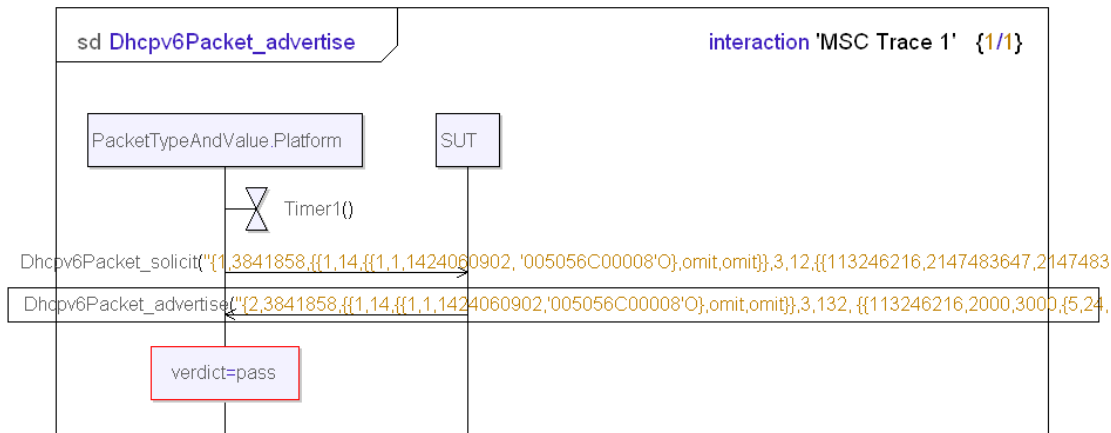 sd Dhcpv6Packet_advertise interaction 'MSC Trace 1' {1/1}
PacketTypeAndValue.Platform SUT
Timer1()
Dhcpv6Packet_solicit("{1,3841858,{{1,14,{{1,1,1424060902, '005056C00008'O},omit,omit}},3,12,{{113246216,2147483647,2147483
Dhcpv6Packet_advertise("{2,3841858,{{1,14,{{1,1,1424060902,'005056C00008'O},omit,omit}},3,132, {{113246216,2000,3000,{5,24,
verdict=pass